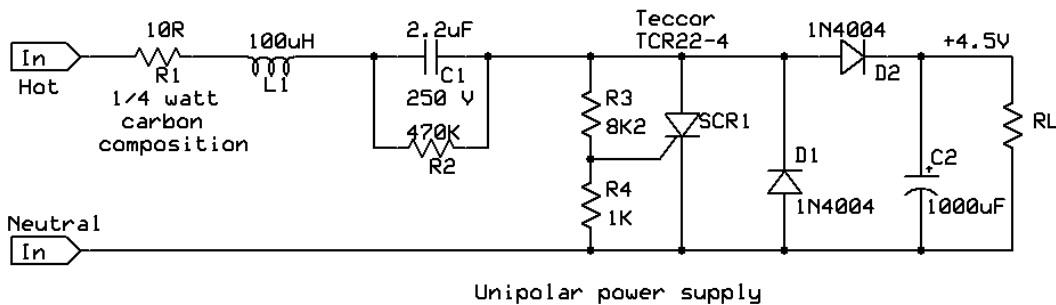 In
Hot
10R
R1
1/4 watt
carbon
composition
100uH
L1
2.2uF
C1
250 V
470K
R2
R3
8K2
R4
1K
Teccor
TCR22-4
SCR1
D1
1N4004
1N4004
D2
+4.5V
+
C2
1000uF
RL
Neutral
In
Unipolar power supply